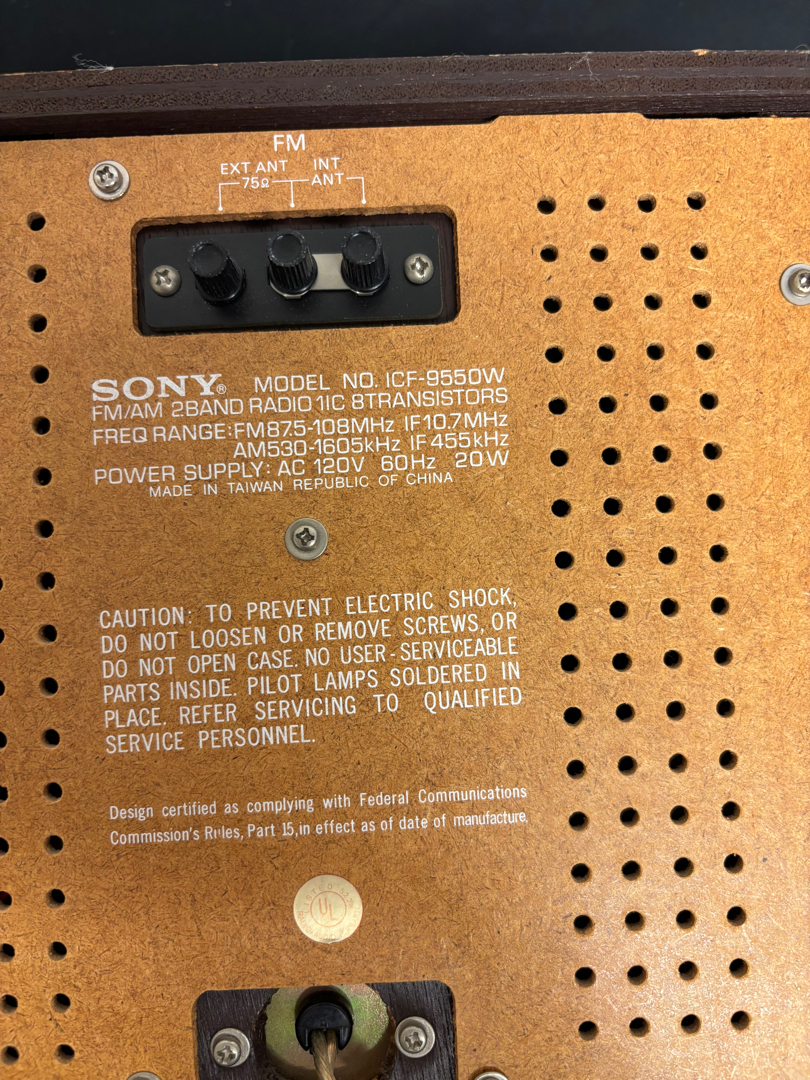 FM
EXT ANT INT
75Ω ANT
SONY® MODEL NO. ICF-9550W
FM/AM 2BAND RADIO 1IC 8TRANSISTORS
FREQ RANGE: FM87.5-108MHz IF10.7MHz
AM530-1605kHz IF455kHz
POWER SUPPLY: AC 120V 60Hz 20W
MADE IN TAIWAN REPUBLIC OF CHINA
CAUTION: TO PREVENT ELECTRIC SHOCK,
DO NOT LOOSEN OR REMOVE SCREWS, OR
DO NOT OPEN CASE. NO USER-SERVICEABLE
PARTS INSIDE. PILOT LAMPS SOLDERED IN
PLACE. REFER SERVICING TO QUALIFIED
SERVICE PERSONNEL.
Design certified as complying with Federal Communications
Commission's Rules, Part 15, in effect as of date of manufacture.
UL